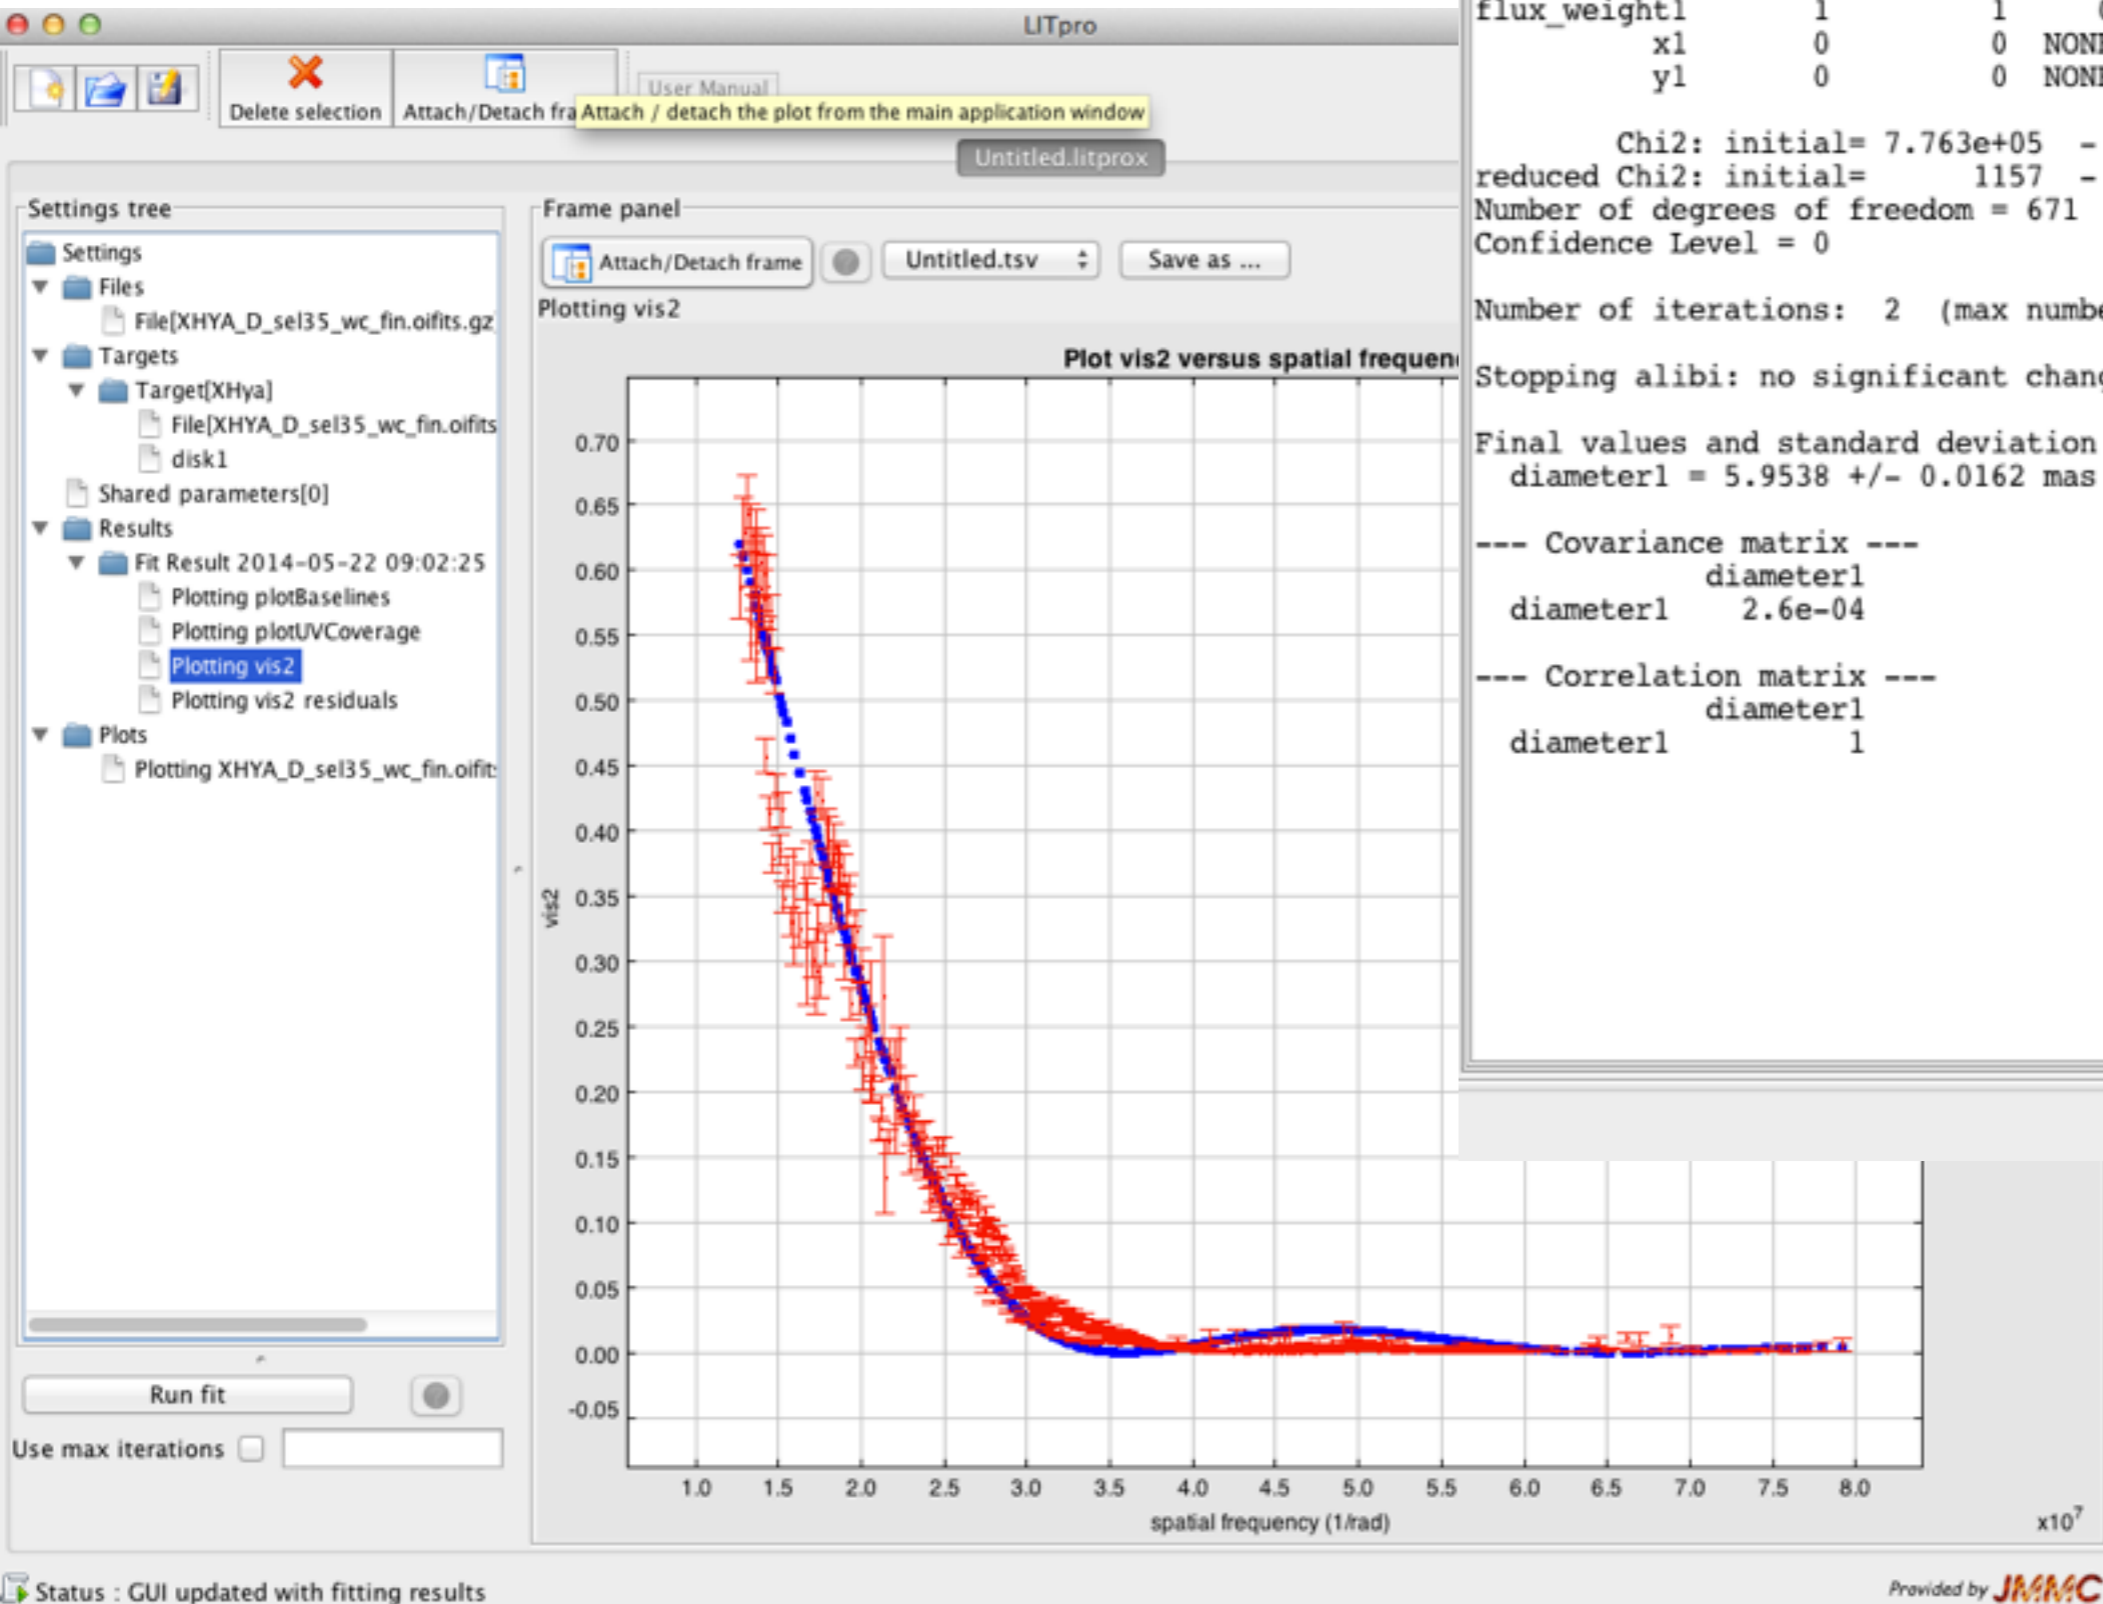 LITpro
Delete selection
Attach/Detach fra
User Manual
Attach / detach the plot from the main application window
Untitled.litprox
Settings tree
Settings
Files
File[XHYA_D_sel35_wc_fin.oifits.gz]
Targets
Target[XHya]
File[XHYA_D_sel35_wc_fin.oifits
disk1
Shared parameters[0]
Results
Fit Result 2014-05-22 09:02:25
Plotting plotBaselines
Plotting plotUVCoverage
Plotting vis2
Plotting vis2 residuals
Plots
Plotting XHYA_D_sel35_wc_fin.oifit
Run fit
Use max iterations
Frame panel
Attach/Detach frame
Untitled.tsv
Save as ...
Plotting vis2
Plot vis2 versus spatial frequen
vis2
0.70
0.65
0.60
0.55
0.50
0.45
0.40
0.35
0.30
0.25
0.20
0.15
0.10
0.05
0.00
-0.05
1.0 1.5 2.0 2.5 3.0 3.5 4.0 4.5 5.0 5.5 6.0 6.5 7.0 7.5 8.0
spatial frequency (1/rad)
x10⁷
flux_weight1 1 1 (
x1 0 0 NON
y1 0 0 NON
Chi2: initial= 7.763e+05 -
reduced Chi2: initial= 1157 -
Number of degrees of freedom = 671
Confidence Level = 0
Number of iterations: 2 (max numb
Stopping alibi: no significant chan
Final values and standard deviation
diameter1 = 5.9538 +/- 0.0162 mas
--- Covariance matrix ---
diameter1
diameter1 2.6e-04
--- Correlation matrix ---
diameter1
diameter1 1
Status : GUI updated with fitting results
Provided by JMMC